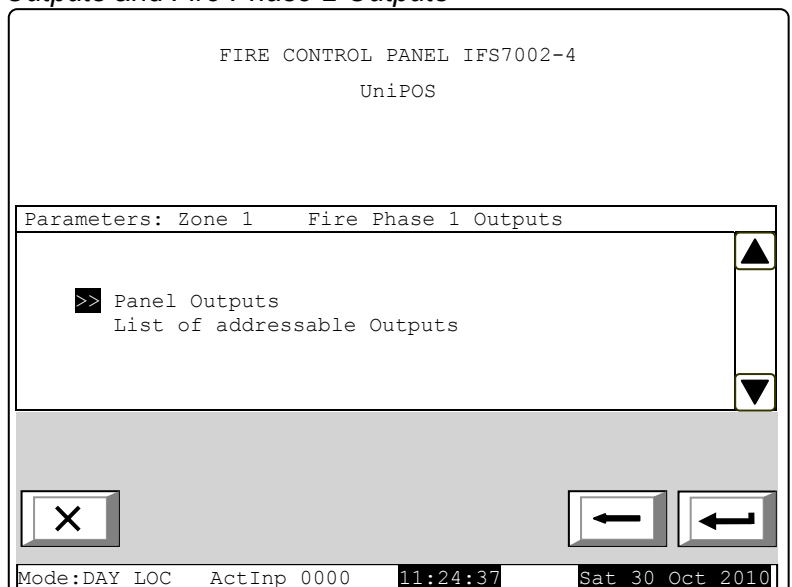 Outputs and Fire Phase 2 Outputs
FIRE CONTROL PANEL IFS7002-4
UniPOS
Parameters: Zone 1 Fire Phase 1 Outputs
>> Panel Outputs
List of addressable Outputs
Mode:DAY LOC ActInp 0000 11:24:37 Sat 30 Oct 2010